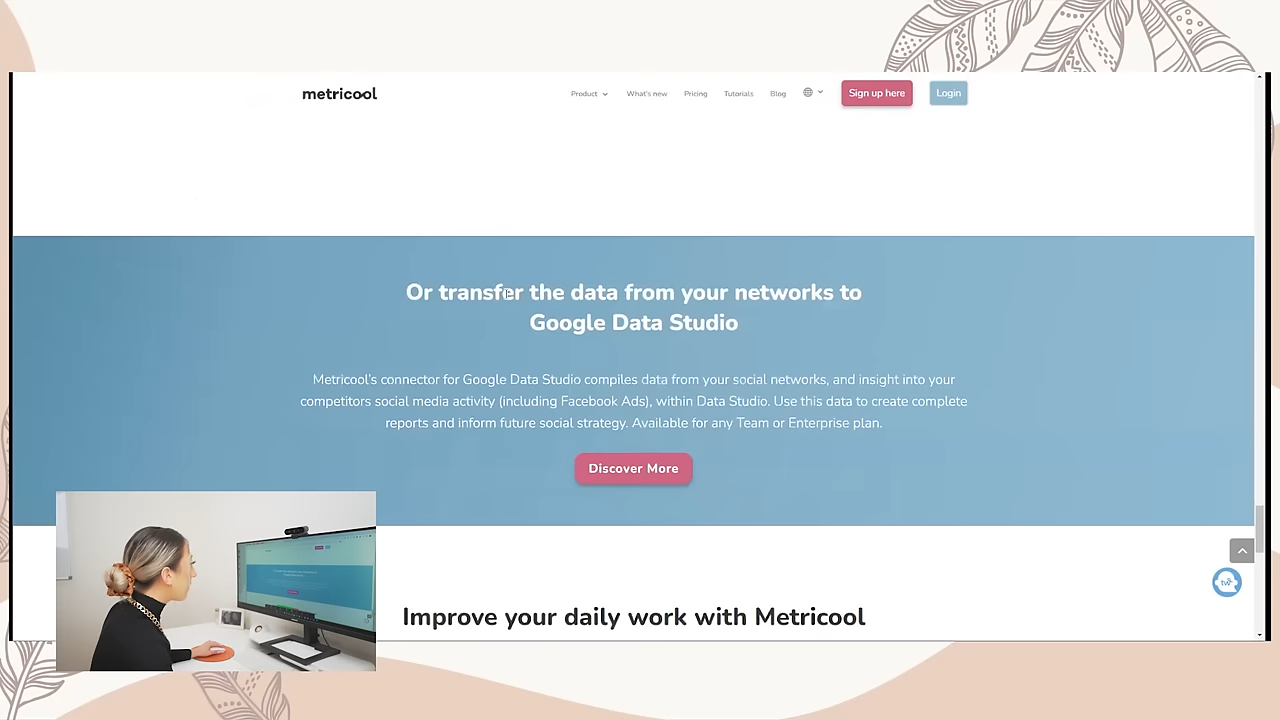 metricool
Product
What's new
Pricing
Tutorials
Blog
Sign up here
Login
Or transfer the data from your networks to
Google Data Studio
Metricool's connector for Google Data Studio compiles data from your social networks, and insight into your
competitors social media activity (including Facebook Ads), within Data Studio. Use this data to create complete
reports and inform future social strategy. Available for any Team or Enterprise plan.
Discover More
Improve your daily work with Metricool